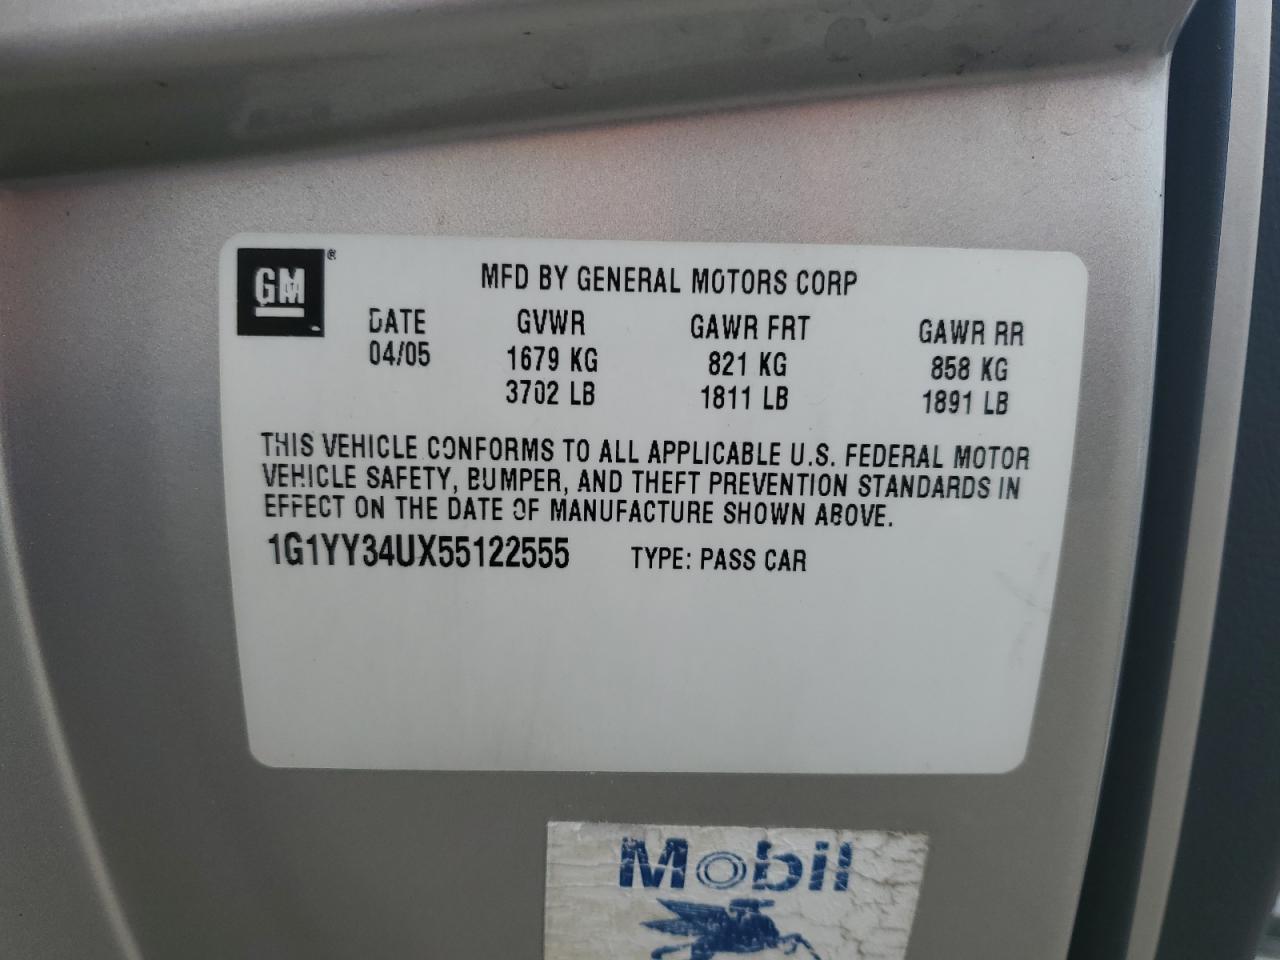 GM®
MFD BY GENERAL MOTORS CORP
DATE GVWR GAWR FRT GAWR RR
04/05 1679 KG 821 KG 858 KG
3702 LB 1811 LB 1891 LB
THIS VEHICLE CONFORMS TO ALL APPLICABLE U.S. FEDERAL MOTOR
VEHICLE SAFETY, BUMPER, AND THEFT PREVENTION STANDARDS IN
EFFECT ON THE DATE OF MANUFACTURE SHOWN ABOVE.
1G1YY34UX55122555 TYPE: PASS CAR
Mobil